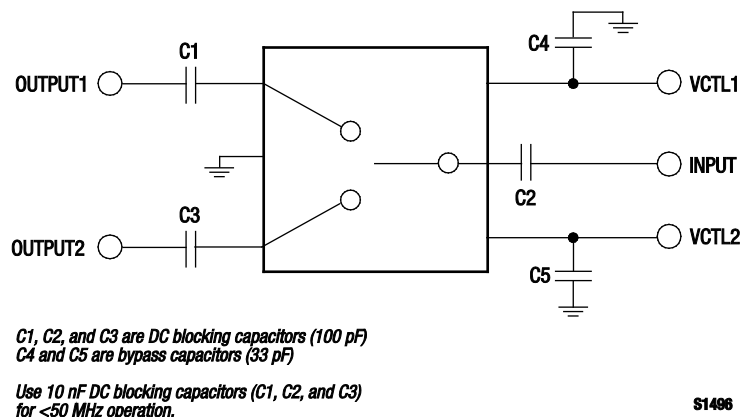 C1
C4
OUTPUT1
VCTL1
INPUT
C2
C3
OUTPUT2
VCTL2
C5
C1, C2, and C3 are DC blocking capacitors (100 pF)
C4 and C5 are bypass capacitors (33 pF)
Use 10 nF DC blocking capacitors (C1, C2, and C3)
for <50 MHz operation.
S1496